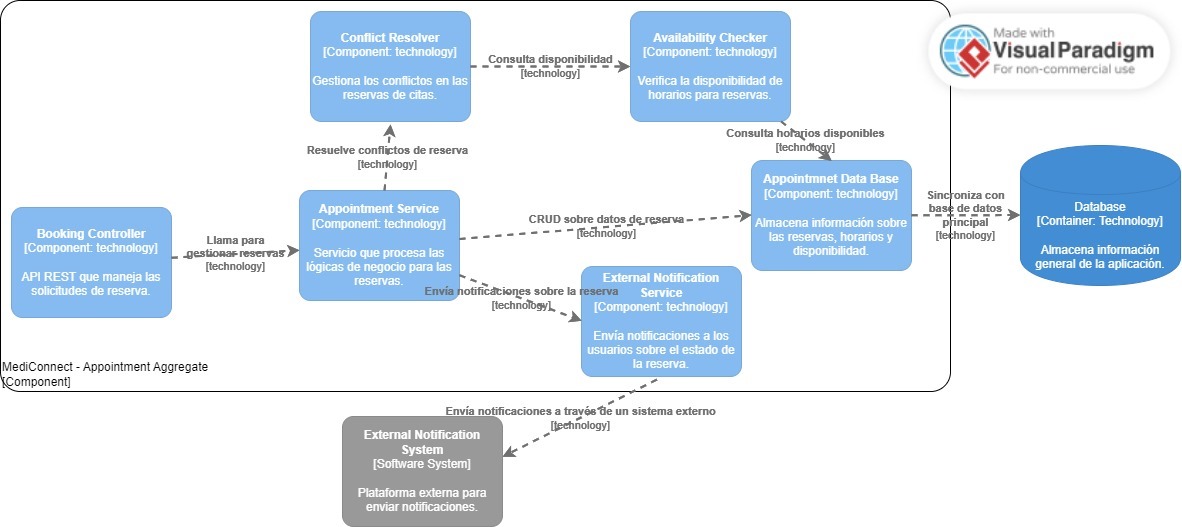 Conflict Resolver
[Component: technology]
Gestiona los conflictos en las
reservas de citas.
Consulta disponibilidad
[technology]
Availability Checker
[Component: technology]
Verifica la disponibilidad de
horarios para reservas.
Made with
Visual Paradigm
For non-commercial use
Consulta horarios disponibles
[technology]
Resuelve conflictos de reserva
[technology]
Booking Controller
[Component: technology]
API REST que maneja las
solicitudes de reserva.
Llama para
gestionar reservas
[technology]
Appointment Service
[Component: technology]
Servicio que procesa las
lógicas de negocio para las
reservas.
CRUD sobre datos de reserva
[technology]
Appointmnet Data Base
[Component: technology]
Almacena información sobre
las reservas, horarios y
disponibilidad.
Sincroniza con
base de datos
principal
[technology]
Database
[Container: Technology]
Almacena información
general de la aplicación.
Envía notificaciones sobre la reserva
[technology]
External Notification
Service
[Component: technology]
Envía notificaciones a los
usuarios sobre el estado de
la reserva.
MediConnect - Appointment Aggregate
[Component]
Envía notificaciones a través de un sistema externo
[technology]
External Notification
System
[Software System]
Plataforma externa para
enviar notificaciones.